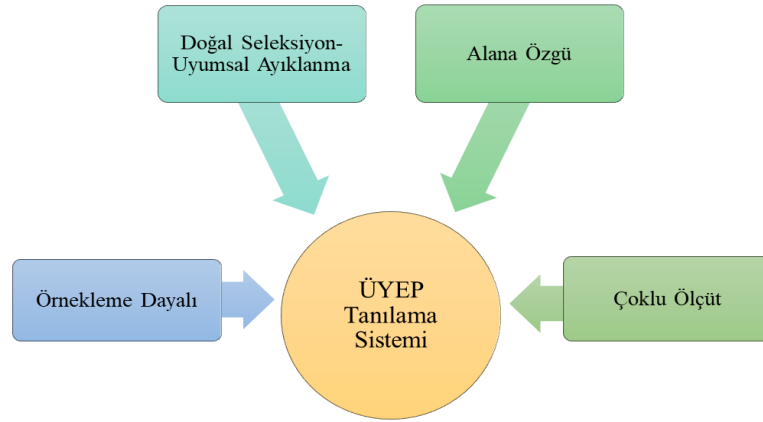 Doğal Seleksiyon-
Uyumsal Ayıklanma
Alana Özgü
Örnekleme Dayalı
ÜYEP
Tanılama
Sistemi
Çoklu Ölçüt